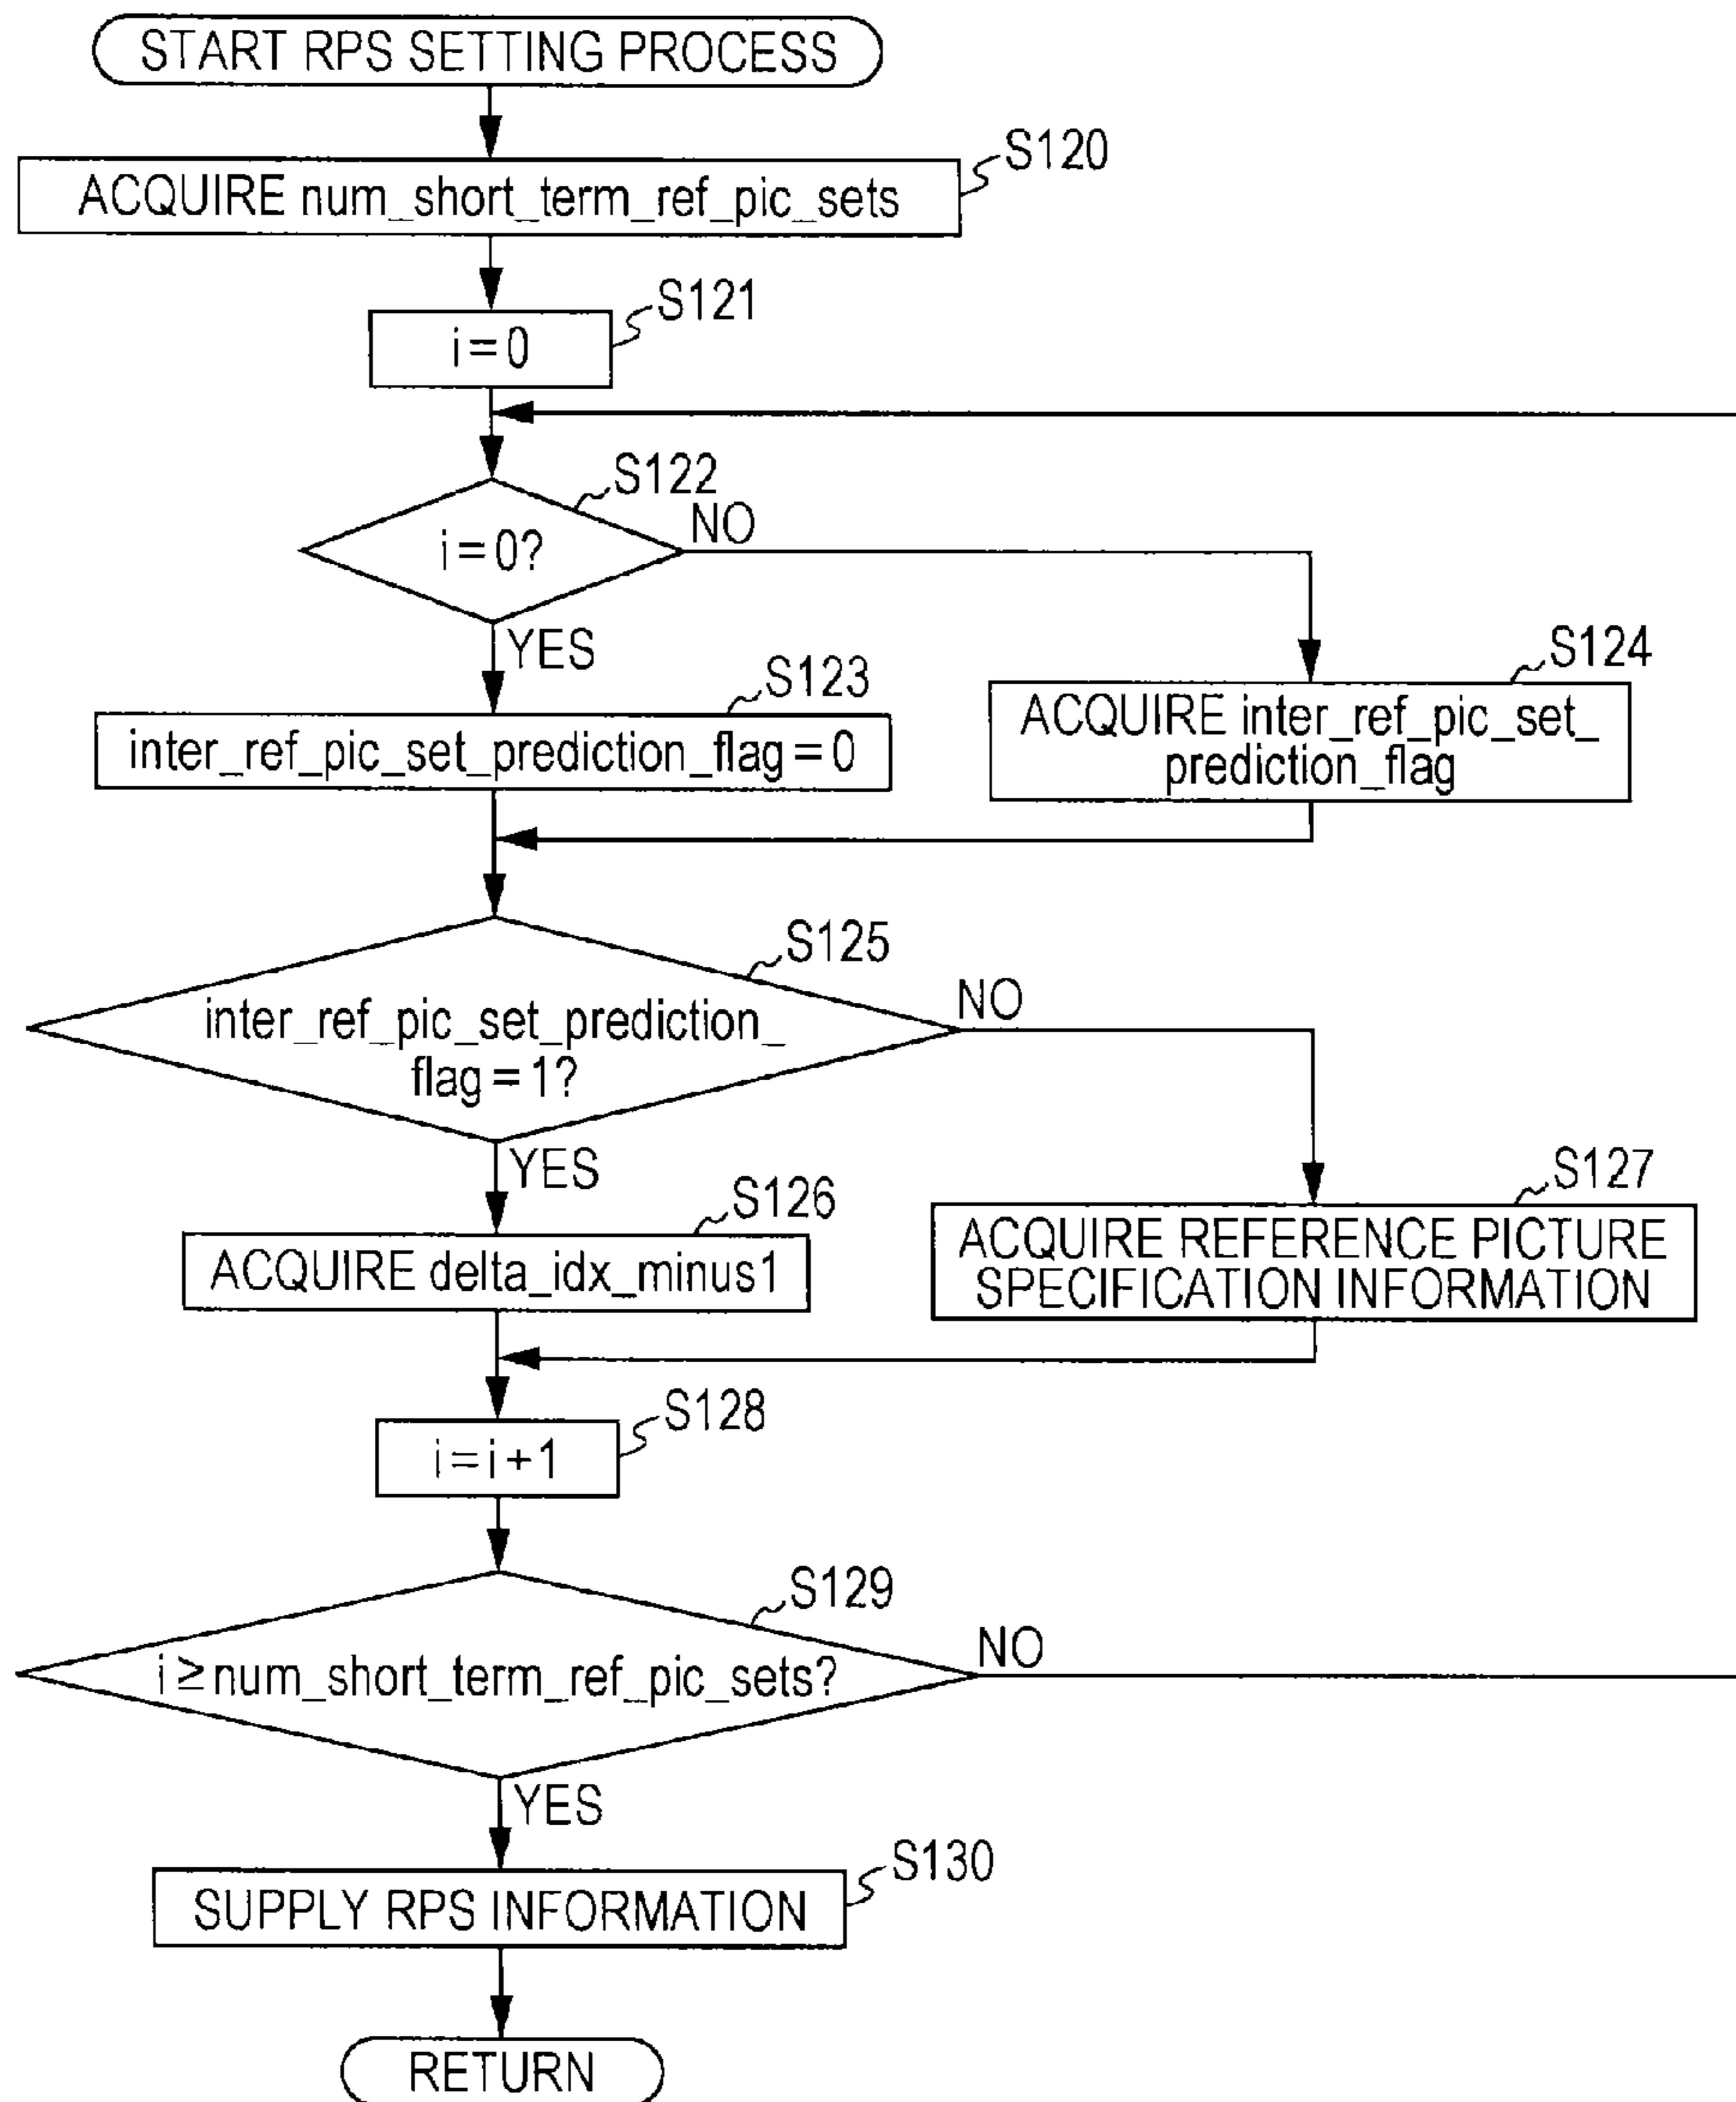 START RPS SETTING PROCESS
S120
ACQUIRE num_short_term_ref_pic_sets
S121
i=0
S122
i=0?
NO
YES
S123
inter_ref_pic_set_prediction_flag=0
S124
ACQUIRE inter_ref_pic_set_
prediction_flag
S125
inter_ref_pic_set_prediction_
flag=1?
NO
YES
S126
ACQUIRE delta_idx_minus1
S127
ACQUIRE REFERENCE PICTURE
SPECIFICATION INFORMATION
S128
i=i+1
S129
i≥num_short_term_ref_pic_sets?
NO
YES
S130
SUPPLY RPS INFORMATION
RETURN